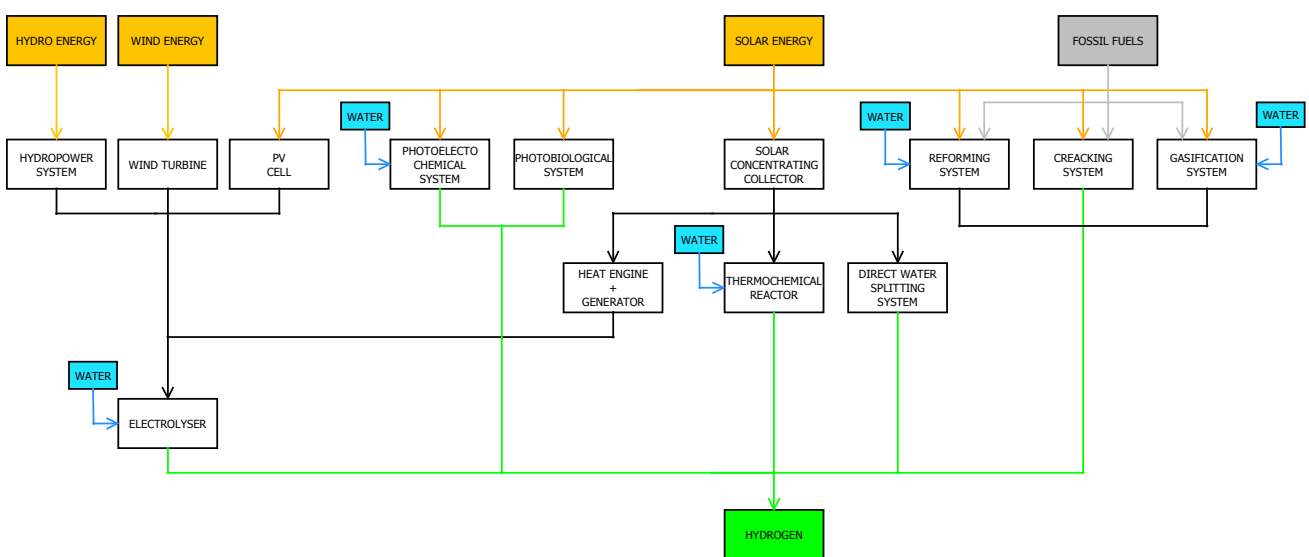 HYDRO ENERGY
WIND ENERGY
SOLAR ENERGY
FOSSIL FUELS
WATER
WATER
WATER
HYDROPOWER
SYSTEM
WIND TURBINE
PV
CELL
PHOTOELECTO
CHEMICAL
SYSTEM
PHOTOBIOLOGICAL
SYSTEM
SOLAR
CONCENTRATING
COLLECTOR
REFORMING
SYSTEM
CREACKING
SYSTEM
GASIFICATION
SYSTEM
WATER
HEAT ENGINE
+
GENERATOR
THERMOCHEMICAL
REACTOR
DIRECT WATER
SPLITTING
SYSTEM
WATER
ELECTROLYSER
HYDROGEN